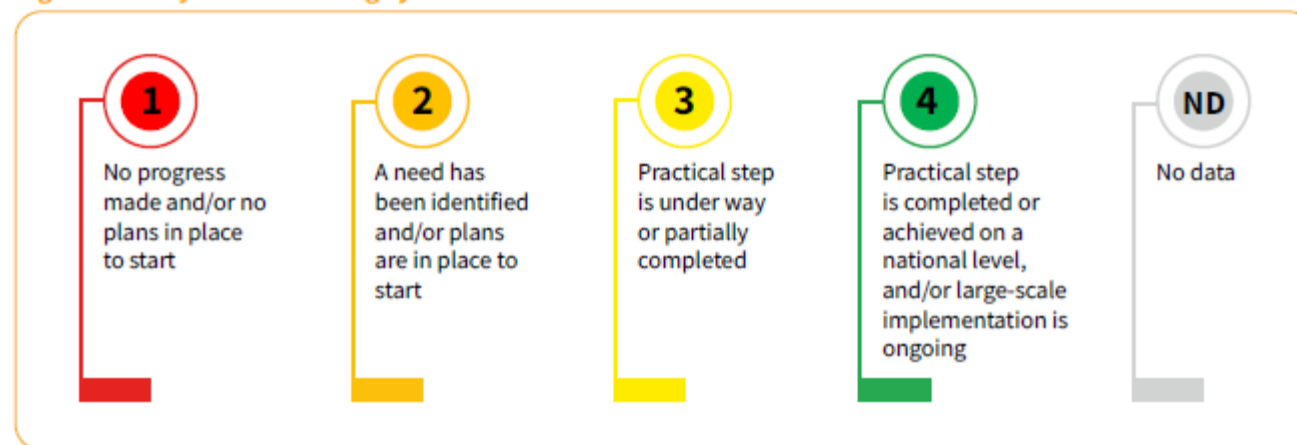 1
No progress
made and/or no
plans in place
to start
2
A need has
been identified
and/or plans
are in place to
start
3
Practical step
is under way
or partially
completed
4
Practical step
is completed or
achieved on a
national level,
and/or large-scale
implementation is
ongoing
ND
No data